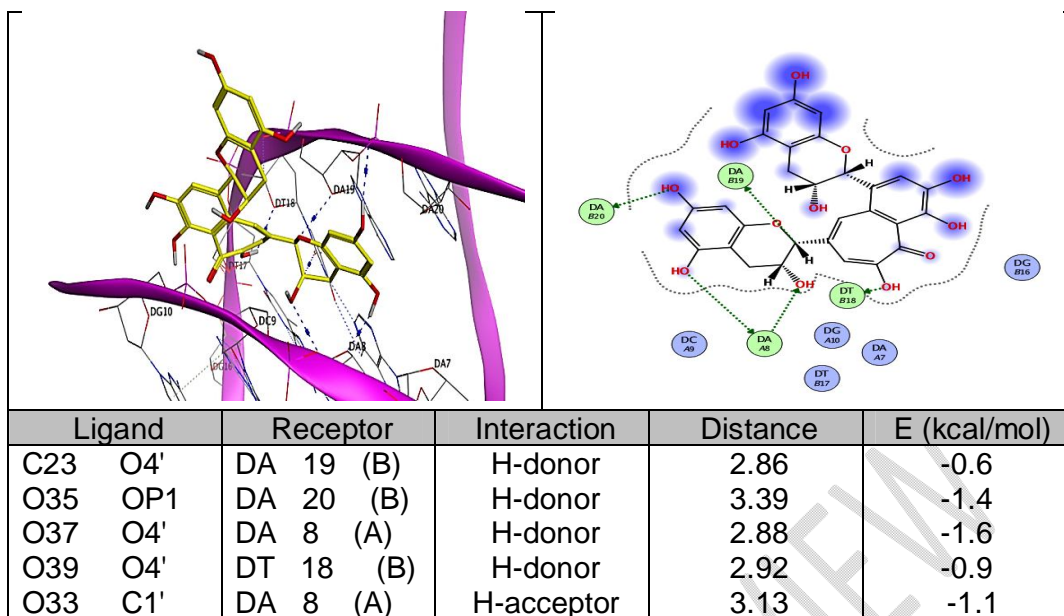 DA19
DT18
DA20
DT17
DG10
DC9
DG16
DA8
DA7
OH
HO
O
H
DA
B19
OH
HO
H
OH
DA
B20
OH
O
O
H
DG
B16
HO
H
OH
OH
DT
B18
DC
A9
DA
A8
DG
A10
DA
A7
DT
B17
Ligand Receptor Interaction Distance E (kcal/mol)
C23 O4' DA 19 (B) H-donor 2.86 -0.6
O35 OP1 DA 20 (B) H-donor 3.39 -1.4
O37 O4' DA 8 (A) H-donor 2.88 -1.6
O39 O4' DT 18 (B) H-donor 2.92 -0.9
O33 C1' DA 8 (A) H-acceptor 3.13 -1.1